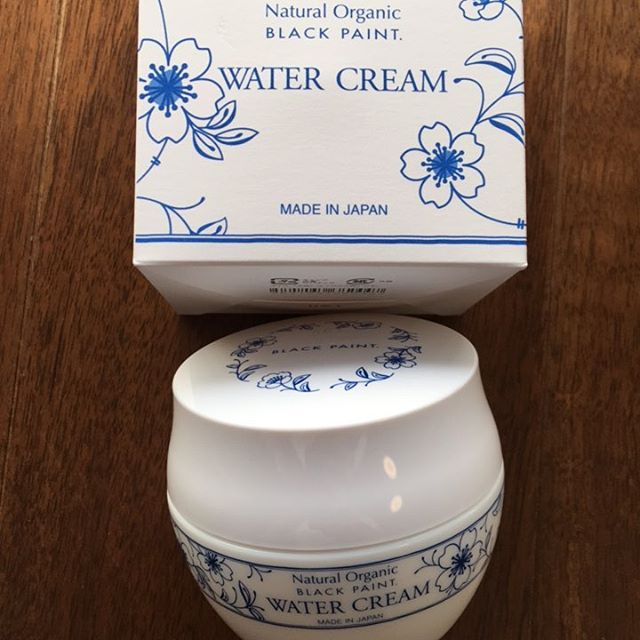 Natural Organic
BLACK PAINT.
WATER CREAM
MADE IN JAPAN
BLACK PAINT.
Natural Organic
BLACK PAINT.
WATER CREAM
MADE IN JAPAN